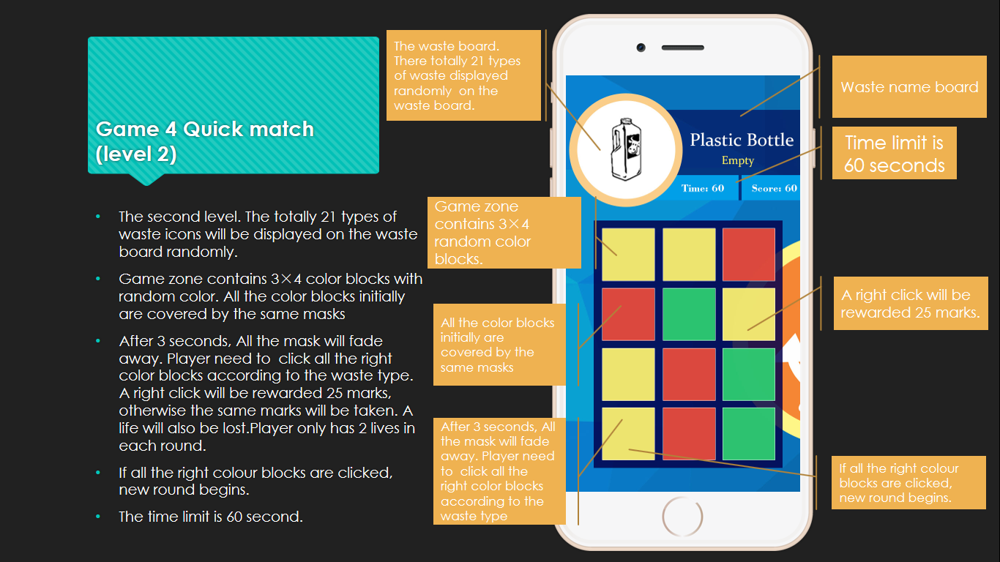 Game 4 Quick match
(level 2)
• The second level. The totally 21 types of
waste icons will be displayed on the waste
board randomly.
• Game zone contains 3×4 color blocks with
random color. All the color blocks initially
are covered by the same masks
• After 3 seconds, All the mask will fade
away. Player need to  click all the right
color blocks according to the waste type.
A right click will be rewarded 25 marks,
otherwise the same marks will be taken. A
life will also be lost.Player only has 2 lives in
each round.
• If all the right colour blocks are clicked,
new round begins.
• The time limit is 60 second.
The waste board.
There totally 21 types
of waste displayed
randomly  on the
waste board.
Game zone
contains 3×4
random color
blocks.
All the color blocks
initially are
covered by the
same masks
After 3 seconds, All
the mask will fade
away. Player need
to  click all the
right color blocks
according to the
waste type
Plastic Bottle
Empty
Time: 60
Score: 60
Waste name board
Time limit is
60 seconds
A right click will be
rewarded 25 marks.
If all the right colour
blocks are clicked,
new round begins.